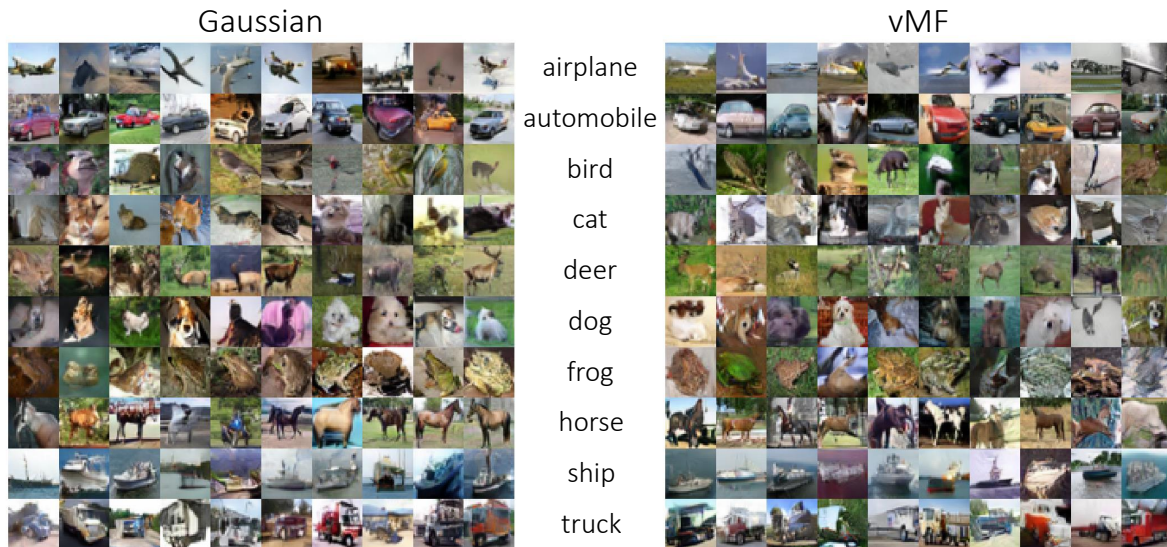 Gaussian
vMF
airplane
automobile
bird
cat
deer
dog
frog
horse
ship
truck